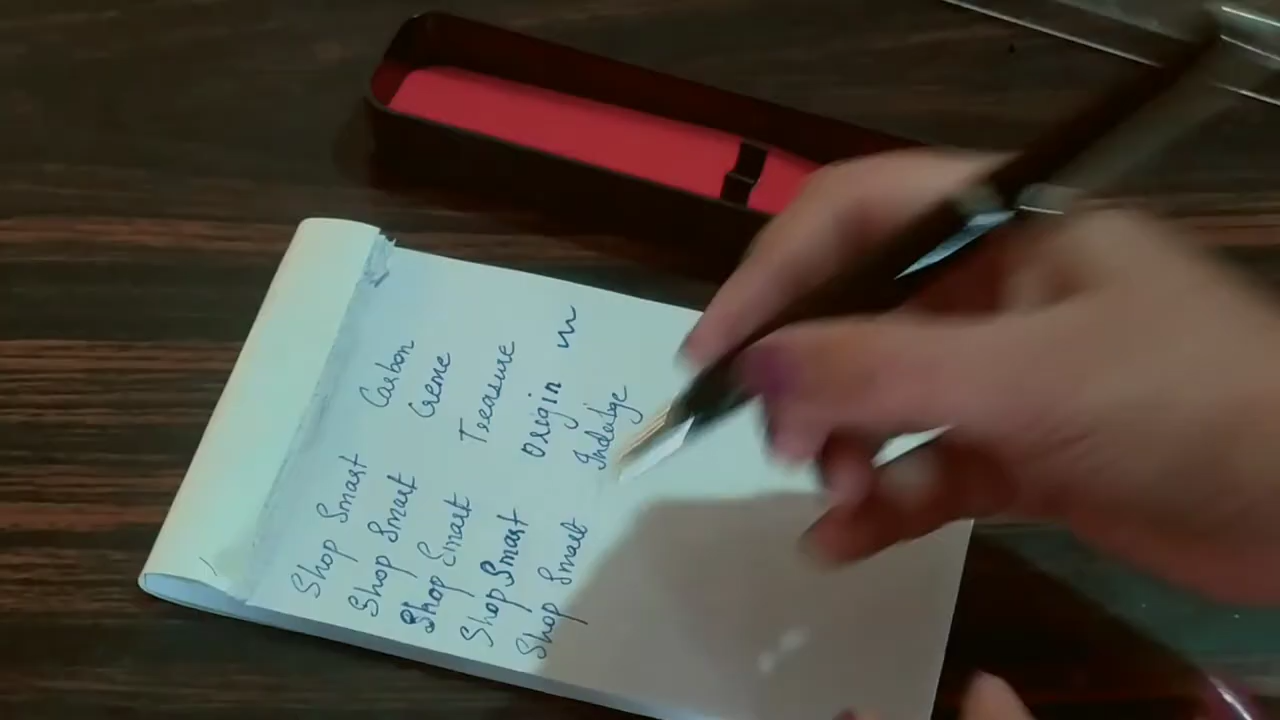 Shop Smart Carbon
Shop Smart Creme
Shop Smart Treasure
Shop Smart Origin
Shop Smart Indulge